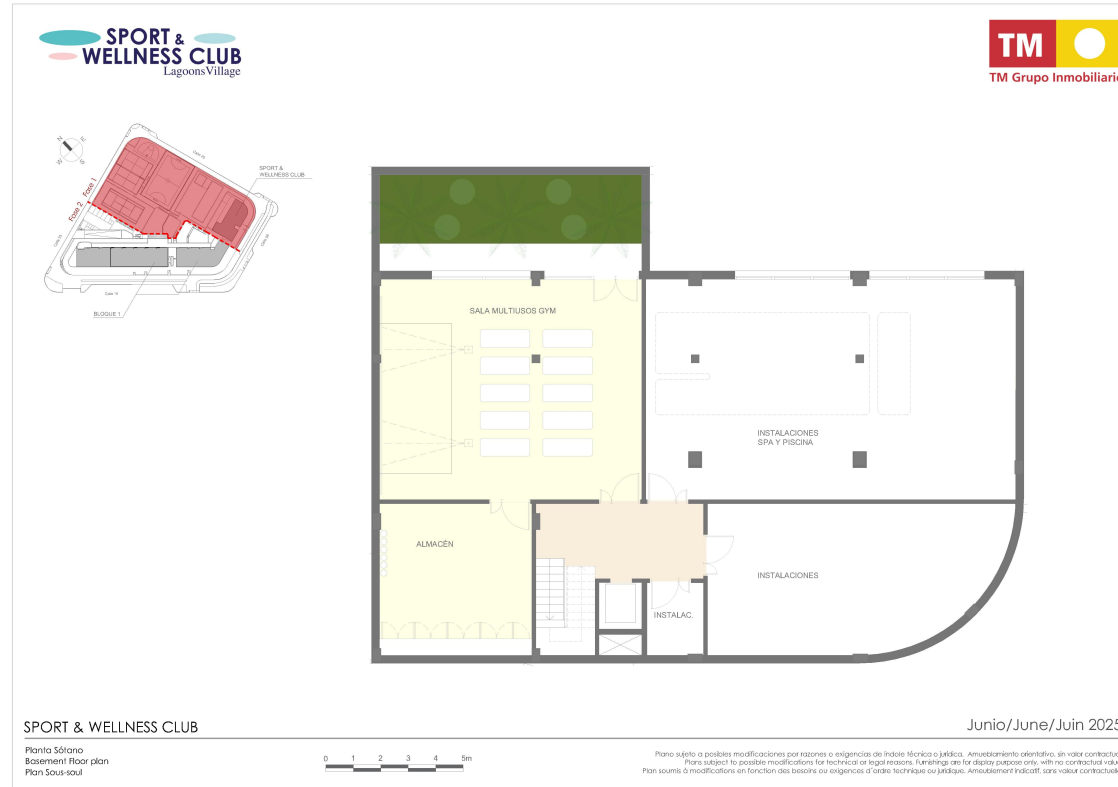 SPORT &
WELLNESS CLUB
LagoonsVillage
TM
TM Grupo Inmobiliario
N
E
W
S
SPORT &
WELLNESS CLUB
Fase 1
Fase 2
BLOQUE 1
SALA MULTIUSOS GYM
INSTALACIONES
SPA Y PISCINA
ALMACÉN
INSTALACIONES
INSTALAC.
SPORT & WELLNESS CLUB
Junio/June/Juin 2025
Planta Sótano
Basement Floor plan
Plan Sous-soul
0 1 2 3 4 5m
Plano sujeto a posibles modificaciones por razones o exigencias de índole técnica o jurídica. Amueblamiento orientativo, sin valor contractual
Plans subject to possible modifications for technical or legal reasons. Furnishings are for display purpose only, with no contractual value
Plan soumis à modifications en fonction des besoins ou exigences d´ordre technique ou juridique. Ameublement indicatif, sans valeur contractuelle